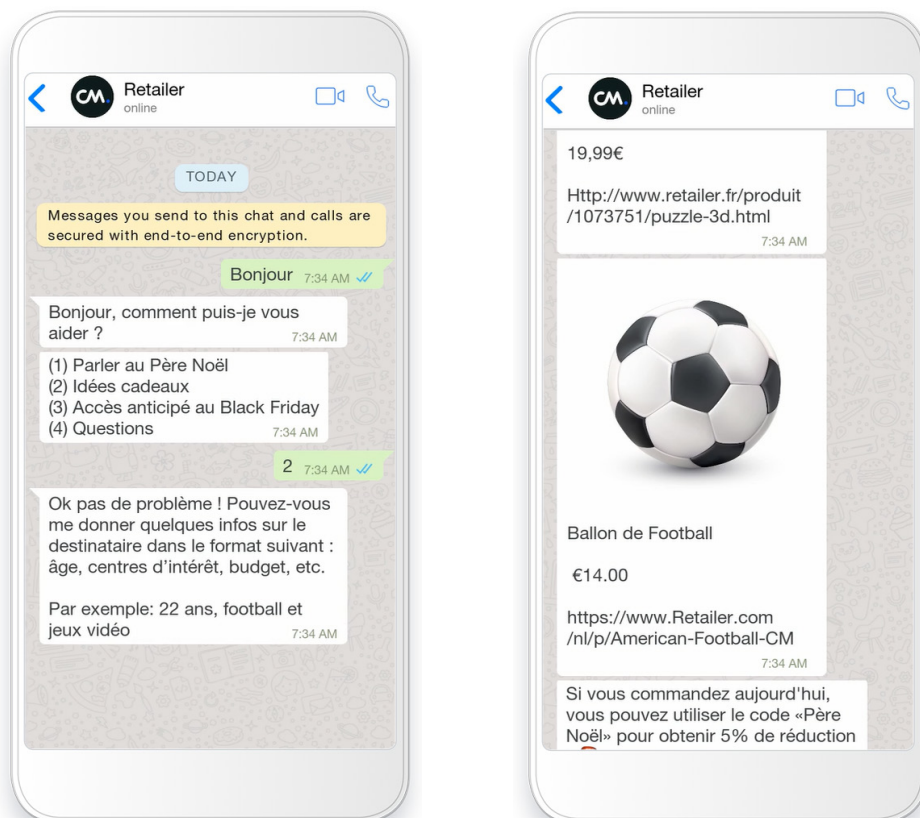 CM.
Retailer
online
TODAY
Messages you send to this chat and calls are
secured with end-to-end encryption.
Bonjour 7:34 AM
Bonjour, comment puis-je vous
aider ? 7:34 AM
(1) Parler au Père Noël
(2) Idées cadeaux
(3) Accès anticipé au Black Friday
(4) Questions 7:34 AM
2 7:34 AM
Ok pas de problème ! Pouvez-vous
me donner quelques infos sur le
destinataire dans le format suivant :
âge, centres d'intérêt, budget, etc.
Par exemple: 22 ans, football et
jeux vidéo 7:34 AM
CM.
Retailer
online
19,99€
Http://www.retailer.fr/produit
/1073751/puzzle-3d.html
7:34 AM
Ballon de Football
€14.00
https://www.Retailer.com
/nl/p/American-Football-CM
7:34 AM
Si vous commandez aujourd'hui,
vous pouvez utiliser le code «Père
Noël» pour obtenir 5% de réduction